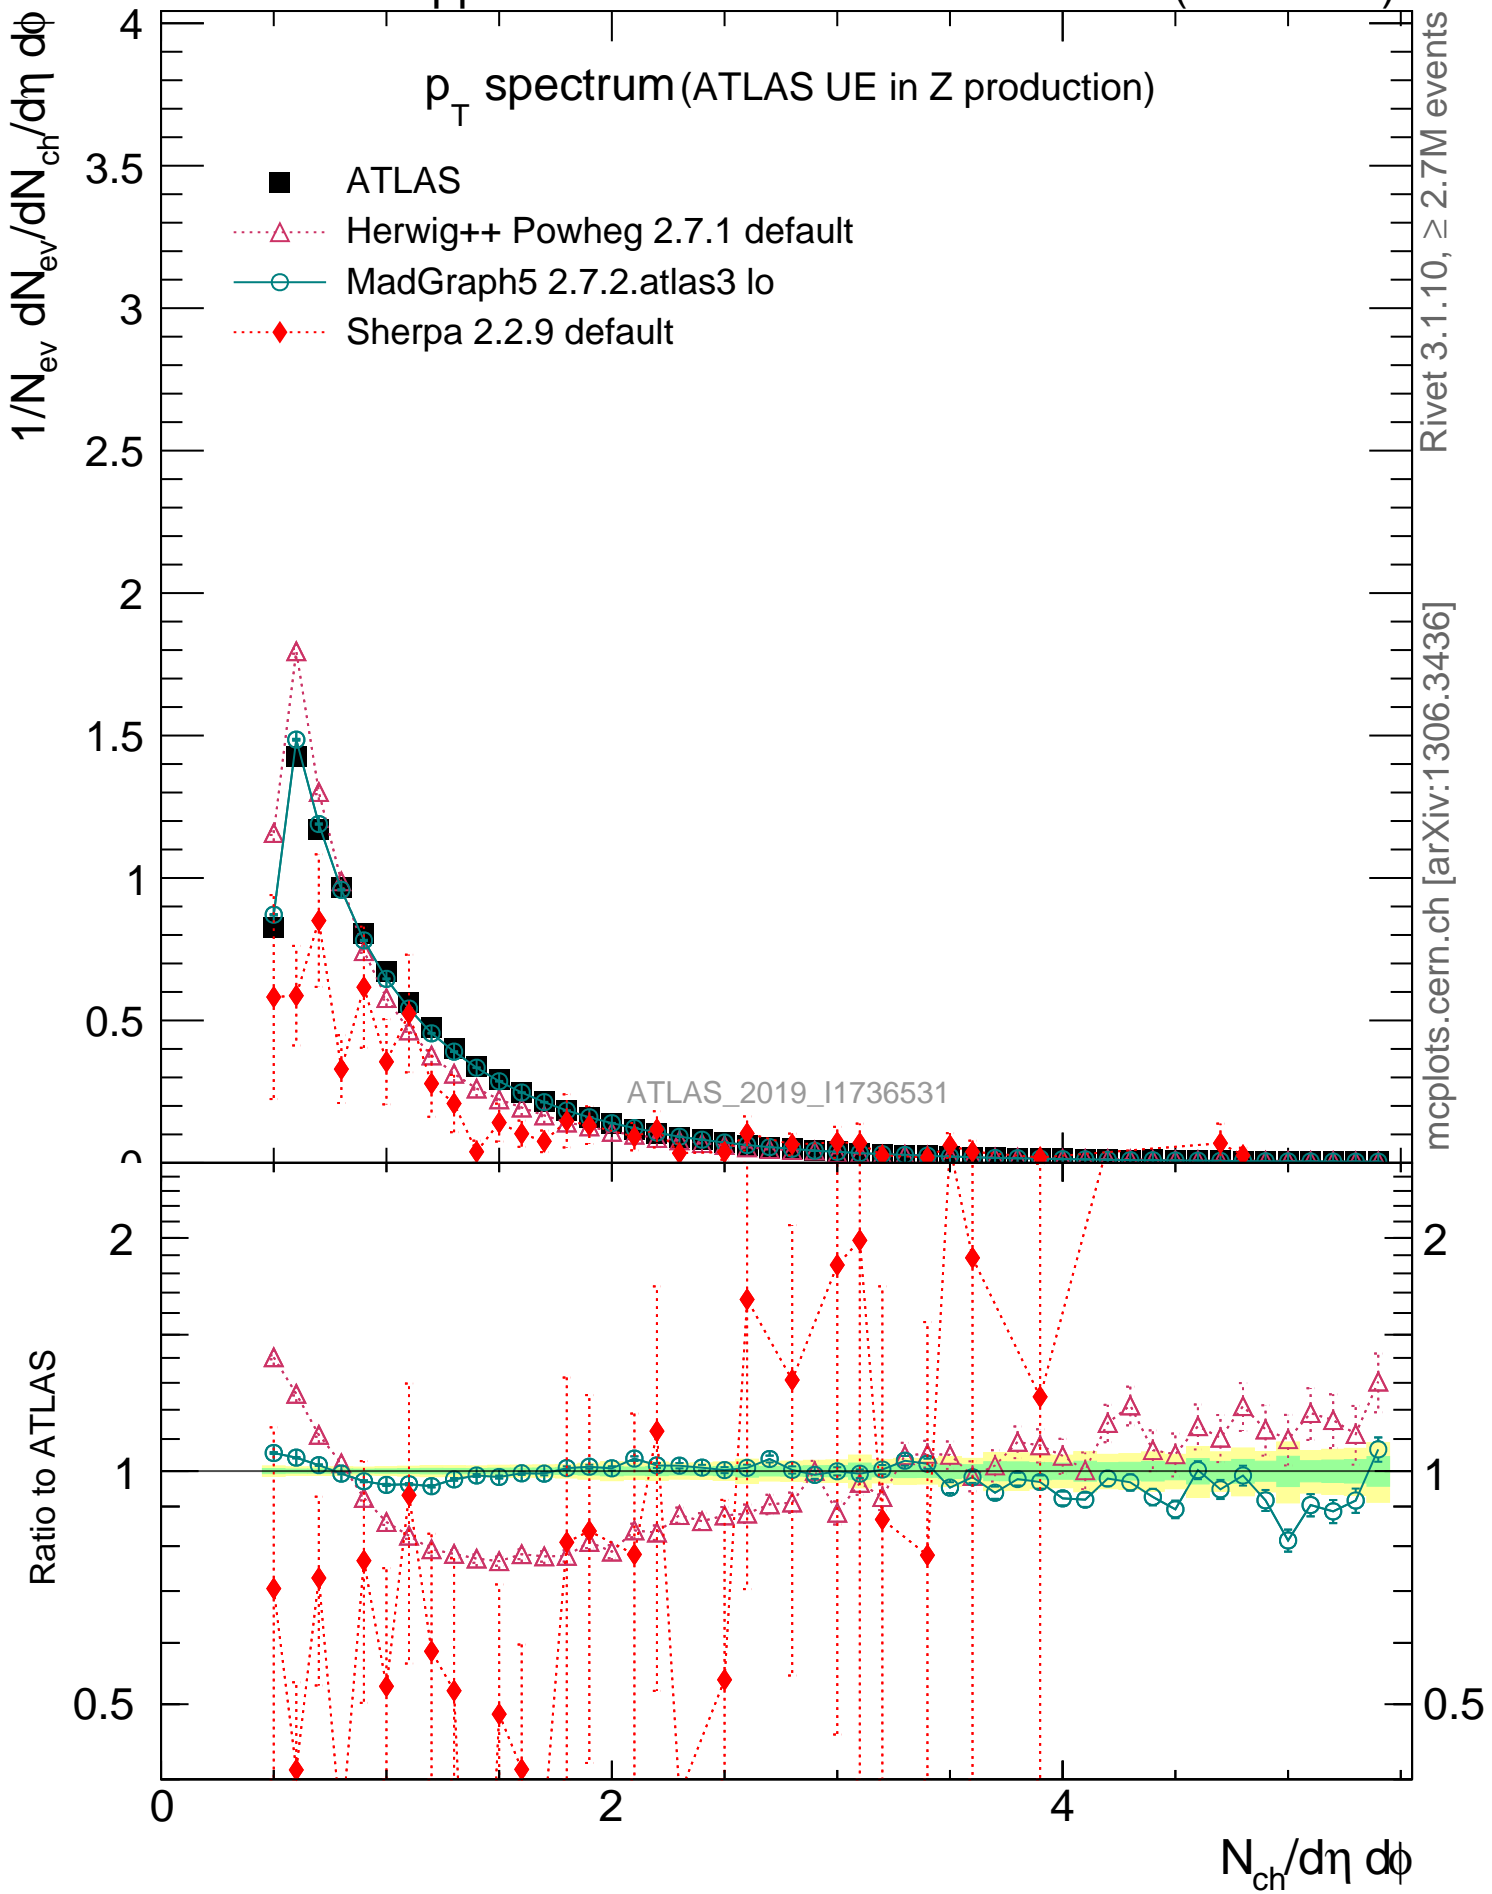 pp
p_T spectrum (ATLAS UE in Z production)
ATLAS
Herwig++ Powheg 2.7.1 default
MadGraph5 2.7.2.atlas3 lo
Sherpa 2.2.9 default
1/N_ev dN_ev/dN_ch/dη dϕ
4
3.5
3
2.5
2
1.5
1
0.5
0
ATLAS_2019_I1736531
Rivet 3.1.10, ≥ 2.7M events
mcplots.cern.ch [arXiv:1306.3436]
Ratio to ATLAS
2
1
0.5
2
1
0.5
0
2
4
N_ch/dη dϕ